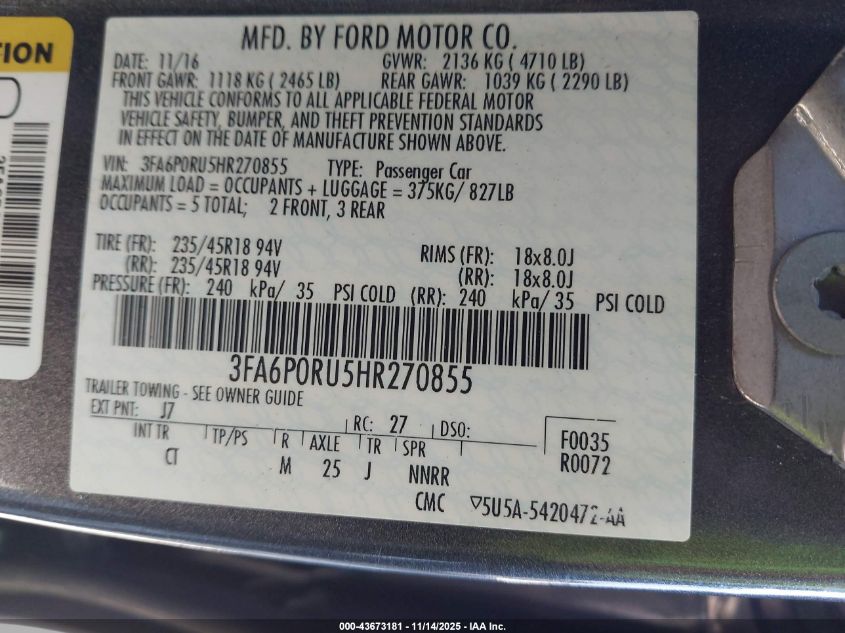 TION
MFD. BY FORD MOTOR CO.
DATE: 11/16 GVWR: 2136 KG ( 4710 LB)
FRONT GAWR: 1118 KG ( 2465 LB) REAR GAWR: 1039 KG ( 2290 LB)
THIS VEHICLE CONFORMS TO ALL APPLICABLE FEDERAL MOTOR
VEHICLE SAFETY, BUMPER, AND THEFT PREVENTION STANDARDS
IN EFFECT ON THE DATE OF MANUFACTURE SHOWN ABOVE.
VIN: 3FA6P0RU5HR270855 TYPE: Passenger Car
MAXIMUM LOAD = OCCUPANTS + LUGGAGE = 375KG/ 827LB
OCCUPANTS = 5 TOTAL; 2 FRONT, 3 REAR
TIRE (FR): 235/45R18 94V RIMS (FR): 18x8.0J
(RR): 235/45R18 94V (RR): 18x8.0J
PRESSURE (FR): 240 kPa/ 35 PSI COLD (RR): 240 kPa/ 35 PSI COLD
3FA6P0RU5HR270855
TRAILER TOWING - SEE OWNER GUIDE
EXT PNT: J7 RC: 27 DSO: F0035
INT TR TP/PS R AXLE TR SPR R0072
CT M 25 J NNRR
CMC ▽5U5A-5420472-AA
000-43673181 - 11/14/2025 - IAA Inc.